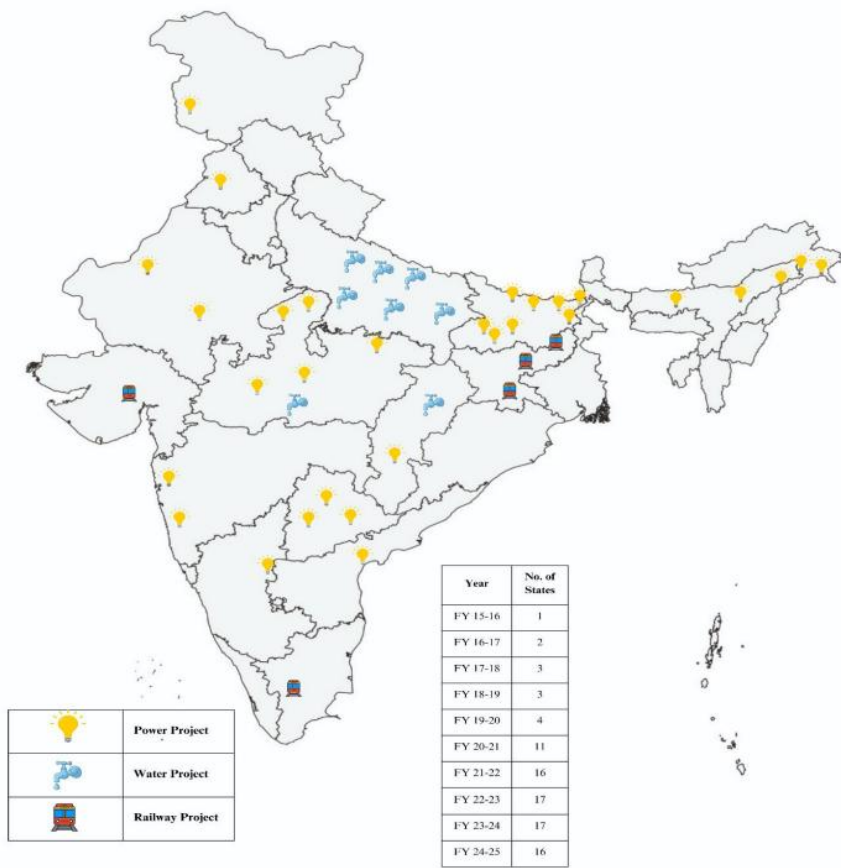 Year No. of
States
FY 15-16 1
FY 16-17 2
FY 17-18 3
FY 18-19 3
FY 19-20 4
FY 20-21 11
FY 21-22 16
FY 22-23 17
FY 23-24 17
FY 24-25 16
Power Project
Water Project
Railway Project